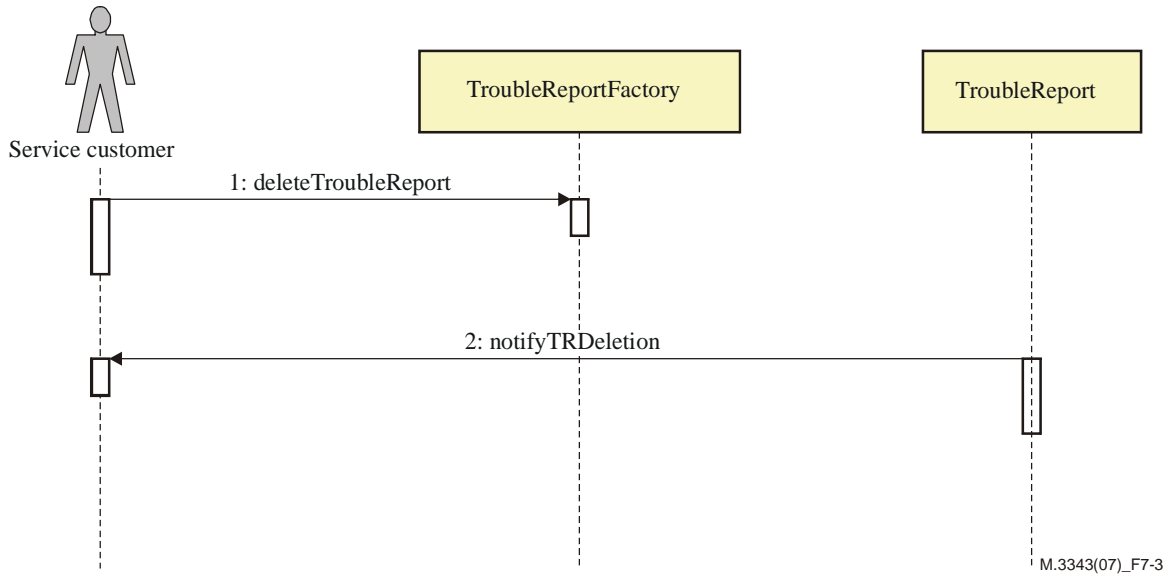 TroubleReportFactory
TroubleReport
Service customer
1: deleteTroubleReport
2: notifyTRDeletion
M.3343(07)_F7-3